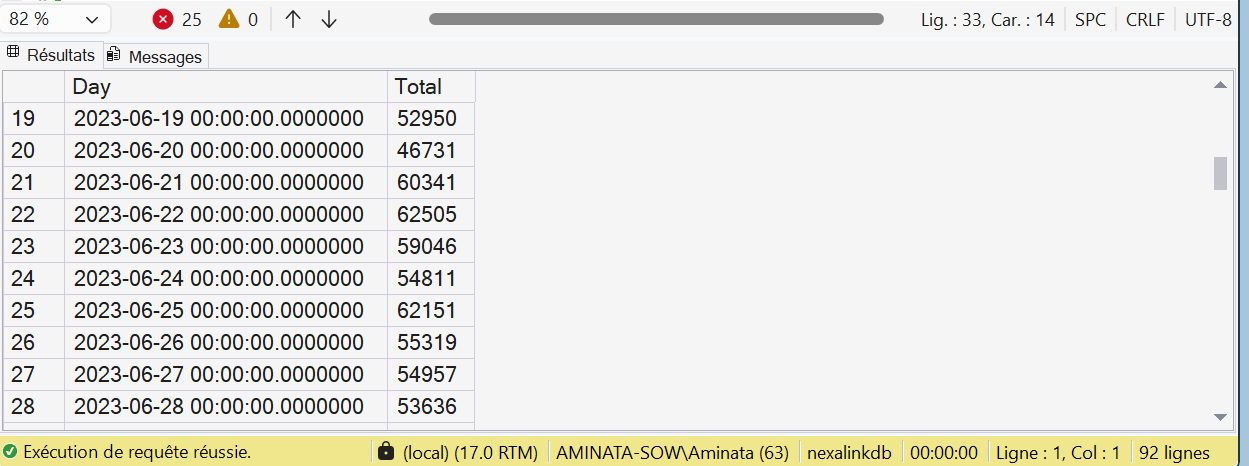 82 % 25 0 Lig. : 33, Car. : 14 SPC CRLF UTF-8
Résultats Messages
Day Total
19 2023-06-19 00:00:00.0000000 52950
20 2023-06-20 00:00:00.0000000 46731
21 2023-06-21 00:00:00.0000000 60341
22 2023-06-22 00:00:00.0000000 62505
23 2023-06-23 00:00:00.0000000 59046
24 2023-06-24 00:00:00.0000000 54811
25 2023-06-25 00:00:00.0000000 62151
26 2023-06-26 00:00:00.0000000 55319
27 2023-06-27 00:00:00.0000000 54957
28 2023-06-28 00:00:00.0000000 53636
Exécution de requête réussie. (local) (17.0 RTM) AMINATA-SOW\Aminata (63) nexalinkdb 00:00:00 Ligne : 1, Col : 1 92 lignes